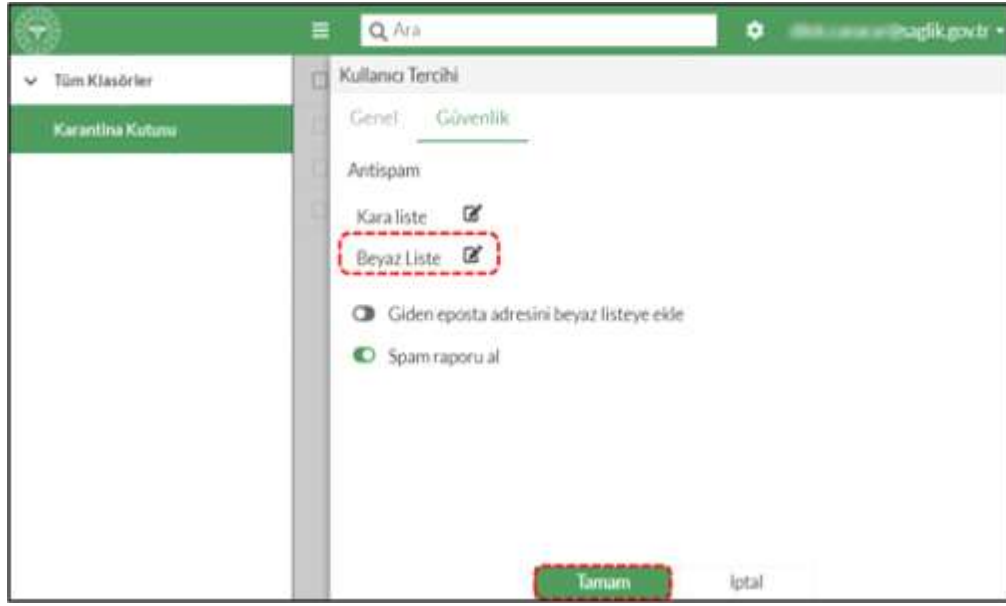 Ara
saglik.gov.tr
Tüm Klasörler
Karantina Kutusu
Kullanıcı Tercihi
Genel Güvenlik
Antispam
Kara liste
Beyaz Liste
Giden eposta adresini beyaz listeye ekle
Spam raporu al
Tamam İptal